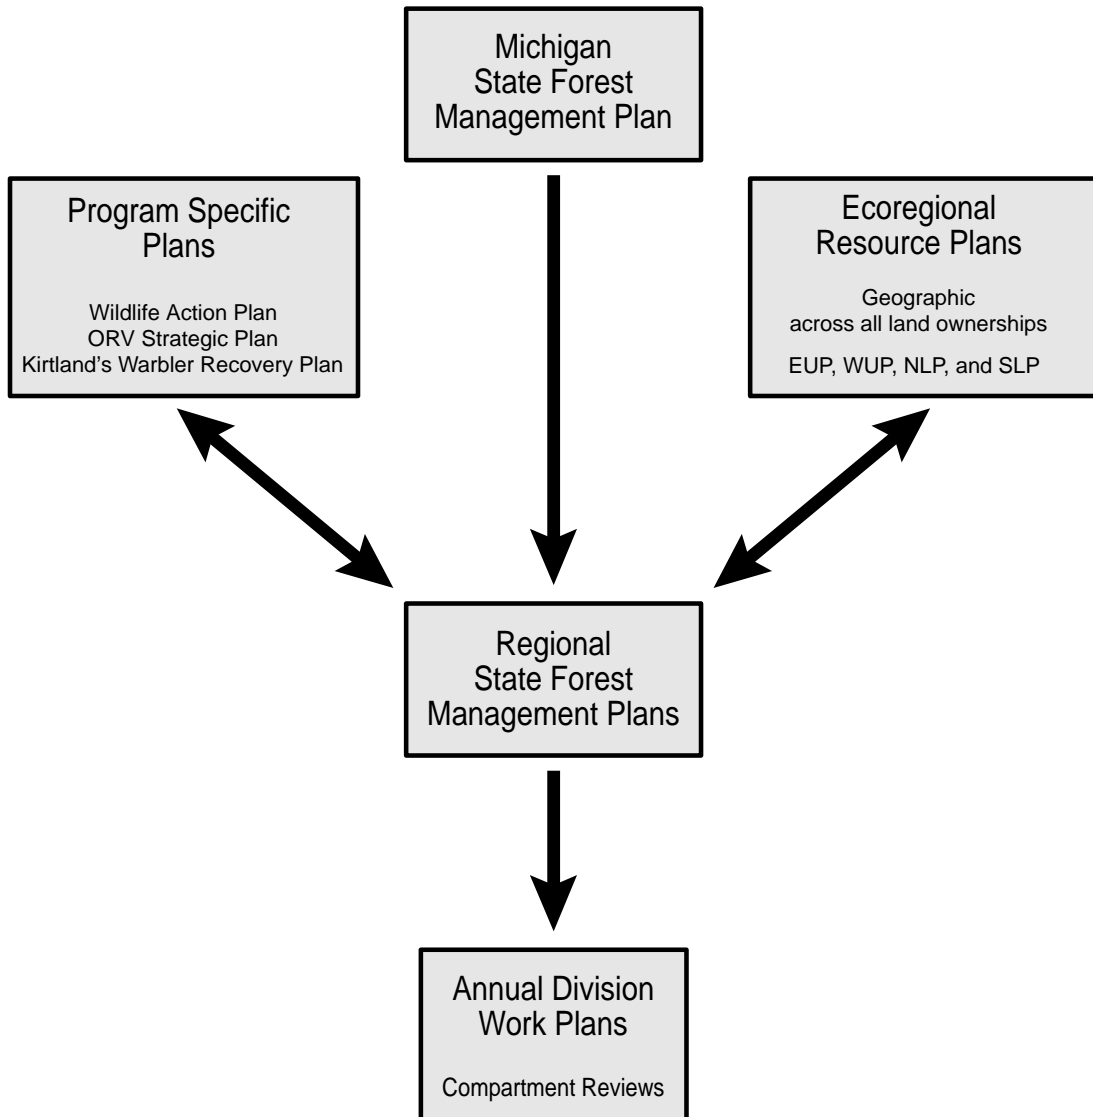 Michigan
State Forest
Management Plan
Program Specific
Plans
Wildlife Action Plan
ORV Strategic Plan
Kirtland's Warbler Recovery Plan
Ecoregional
Resource Plans
Geographic
across all land ownerships
EUP, WUP, NLP, and SLP
Regional
State Forest
Management Plans
Annual Division
Work Plans
Compartment Reviews